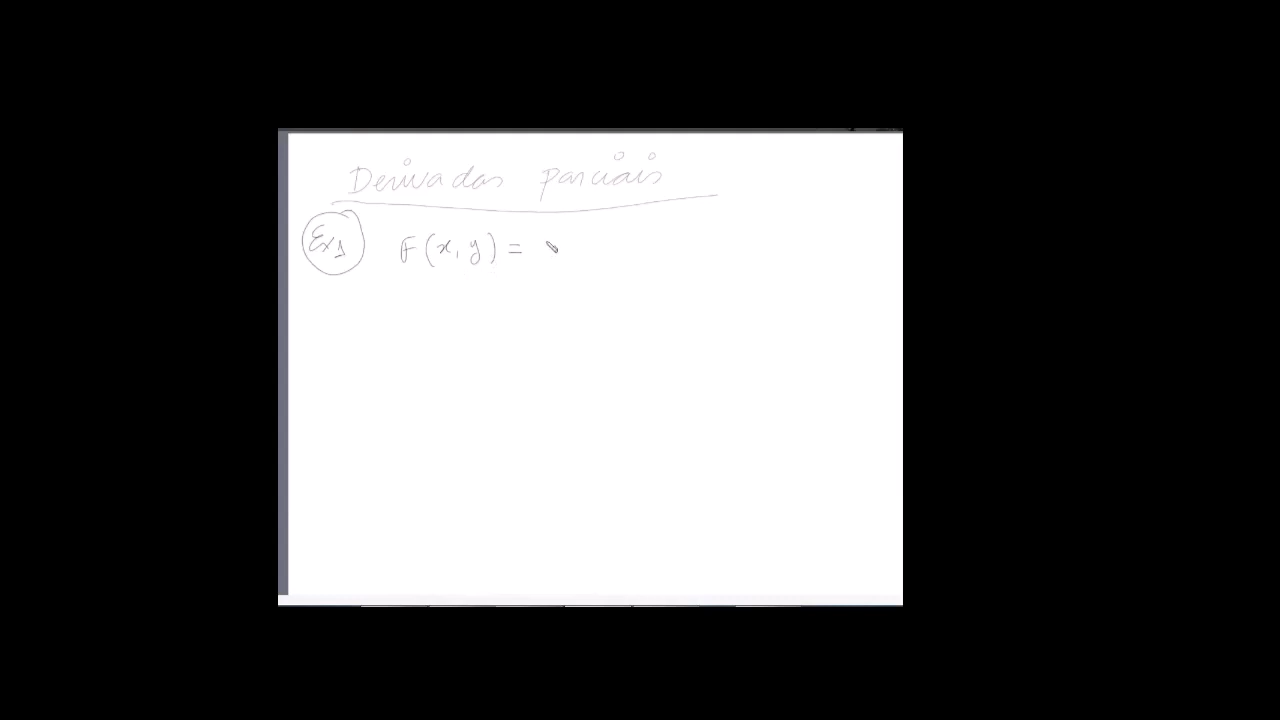 Derivadas parciais
Ex1 F(x, y) =